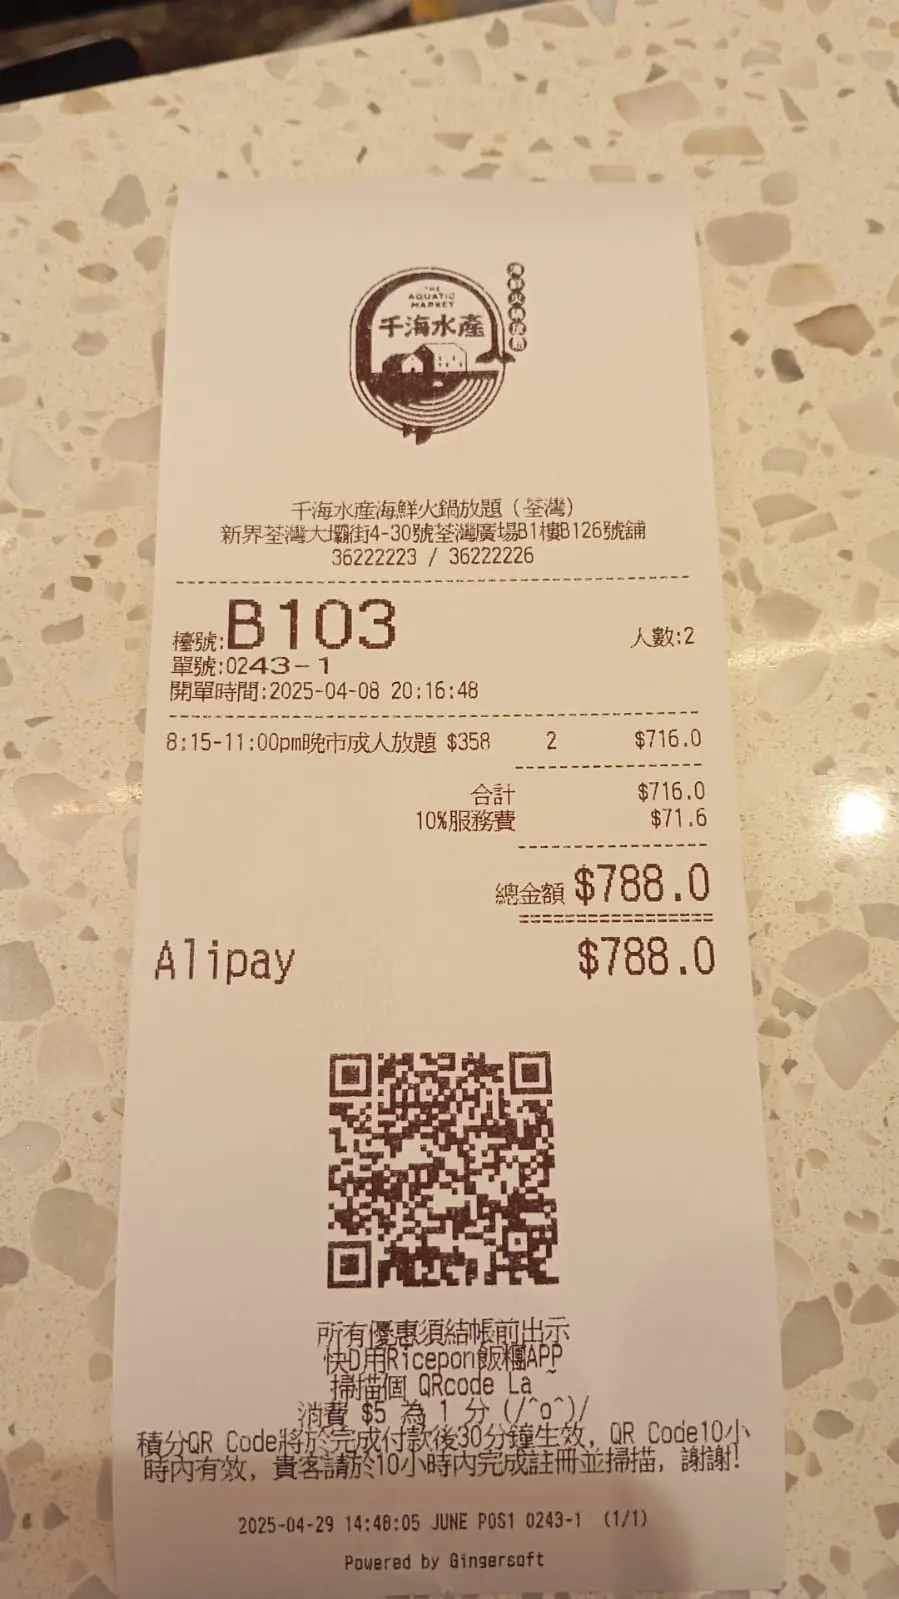 THE
AQUATIC
MARKET
千海水產
千海水產海鮮火鍋放題（荃灣）
新界荃灣大壩街4-30號荃灣廣場B1樓B126號舖
36222223 / 36222226
檯號:B103 人數:2
單號:0243-1
開單時間:2025-04-08 20:16:48
8:15-11:00pm晚市成人放題 $358 2 $716.0
合計 $716.0
10%服務費 $71.6
總金額 $788.0
Alipay $788.0
所有優惠須結帳前出示
快D用Ricepon飯糰APP
掃描個 QRcode La ~
消費 $5 為 1 分 (/^o^)/
積分QR Code將於完成付款後30分鐘生效, QR Code10小
時內有效, 貴客請於10小時內完成註冊並掃描, 謝謝!
2025-04-29 14:48:05 JUNE POS1 0243-1 (1/1)
Powered by Gingersoft